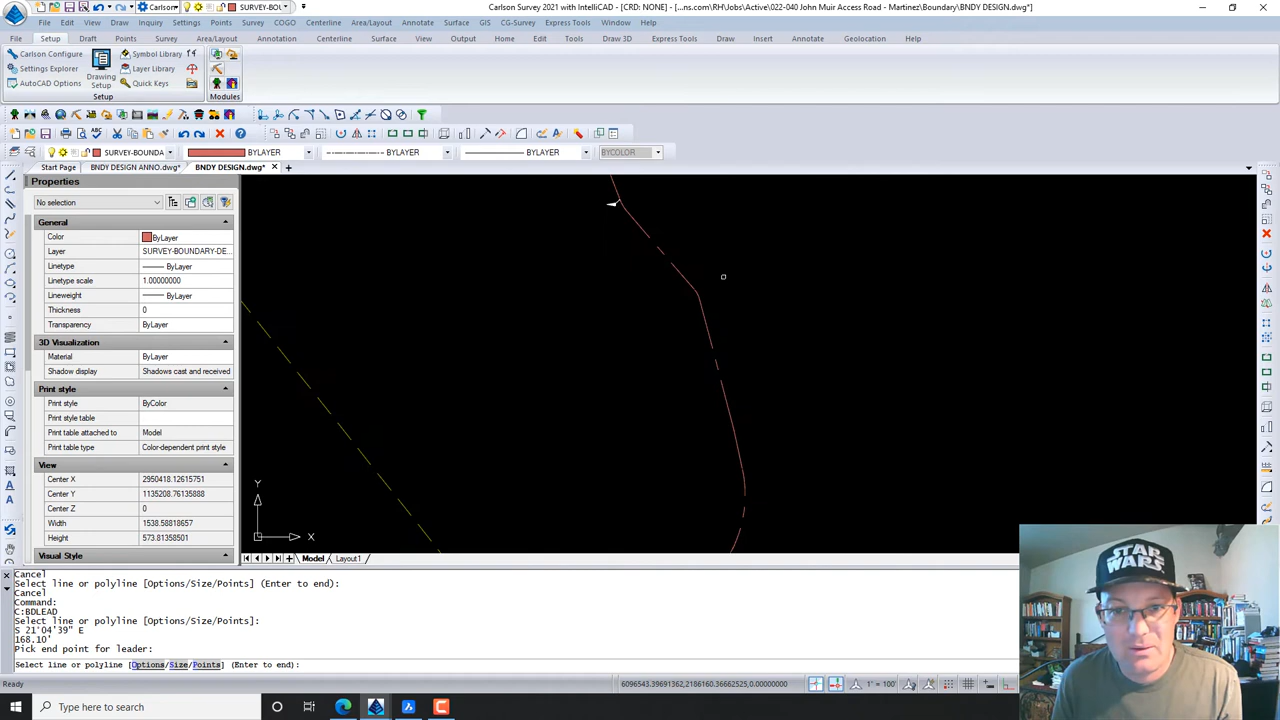 Carlson SURVEY-BOU
Carlson Survey 2021 with IntelliCAD - [CRD: NONE] - [...ns.com/RH/Jobs/Active/022-040 John Muir Access Road - Martinez/Boundary/BNDY DESIGN.dwg*]
File Edit View Draw Inquiry Settings Points Survey COGO Centerline Area/Layout Annotate Surface GIS CG-Survey Express Tools Window Help
File Setup Draft Points Survey Area/Layout Annotation Centerline Surface View Output Home Edit Tools Draw 3D Express Tools Draw Insert Annotate Geolocation
Carlson Configure
Settings Explorer
AutoCAD Options
Drawing
Setup
Symbol Library
Layer Library
Quick Keys
Setup
Modules
SURVEY-BOUNDA BYLAYER BYLAYER BYLAYER BYCOLOR
Start Page BNDY DESIGN ANNO.dwg* BNDY DESIGN.dwg*
Properties
No selection
General
Color ByLayer
Layer SURVEY-BOUNDARY-DE...
Linetype ByLayer
Linetype scale 1.00000000
Lineweight ByLayer
Thickness 0
Transparency ByLayer
3D Visualization
Material ByLayer
Shadow display Shadows cast and received
Print style
Print style ByColor
Print style table
Print table attached to Model
Print table type Color-dependent print style
View
Center X 2950418.12615751
Center Y 1135208.76135888
Center Z 0
Width 1538.58818657
Height 573.81358501
Visual Style
Y
X
Model Layout1
Cancel
Select line or polyline [Options/Size/Points] (Enter to end):
Cancel
Command:
C:BDLEAD
Select line or polyline [Options/Size/Points]:
S 21°04'39" E
168.10'
Pick end point for leader:
Select line or polyline [Options/Size/Points] (Enter to end):
Ready
6096543.39691362,2186160.36662525,0.00000000
1" = 100'
STAR
WARS
Type here to search